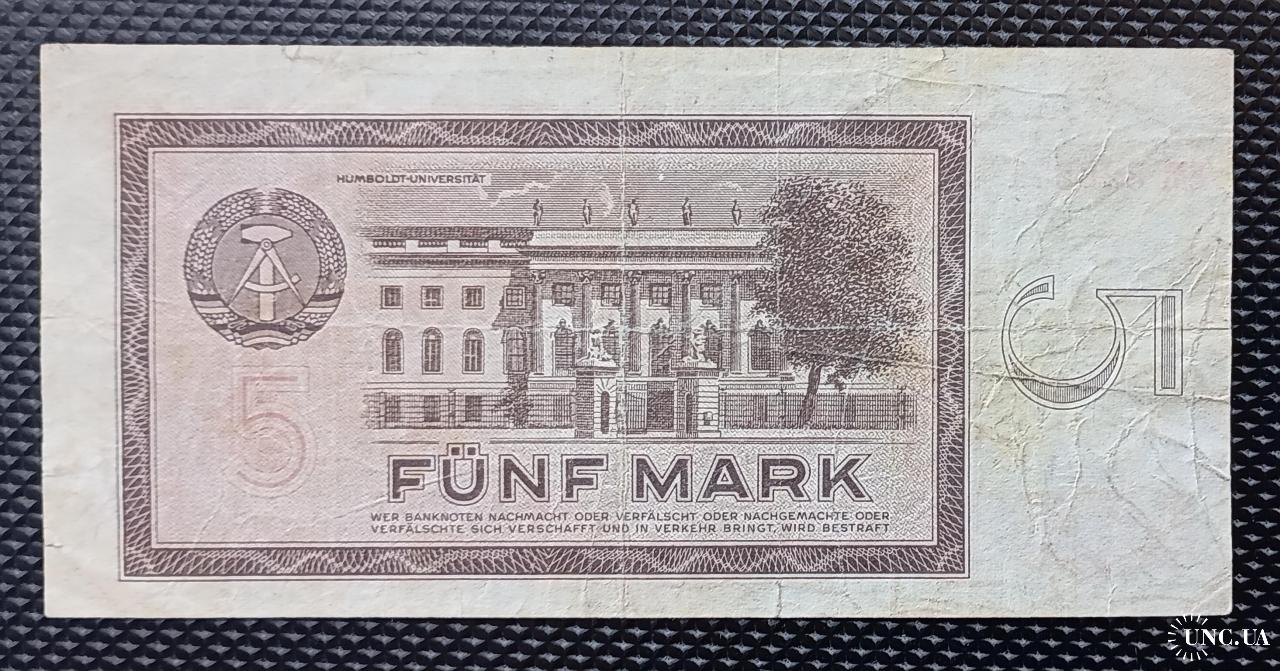 HUMBOLDT-UNIVERSITÄT
5
5
FÜNF MARK
WER BANKNOTEN NACHMACHT ODER VERFÄLSCHT ODER NACHGEMACHTE ODER
VERFÄLSCHTE SICH VERSCHAFFT UND IN VERKEHR BRINGT, WIRD BESTRAFT
UNC.UA